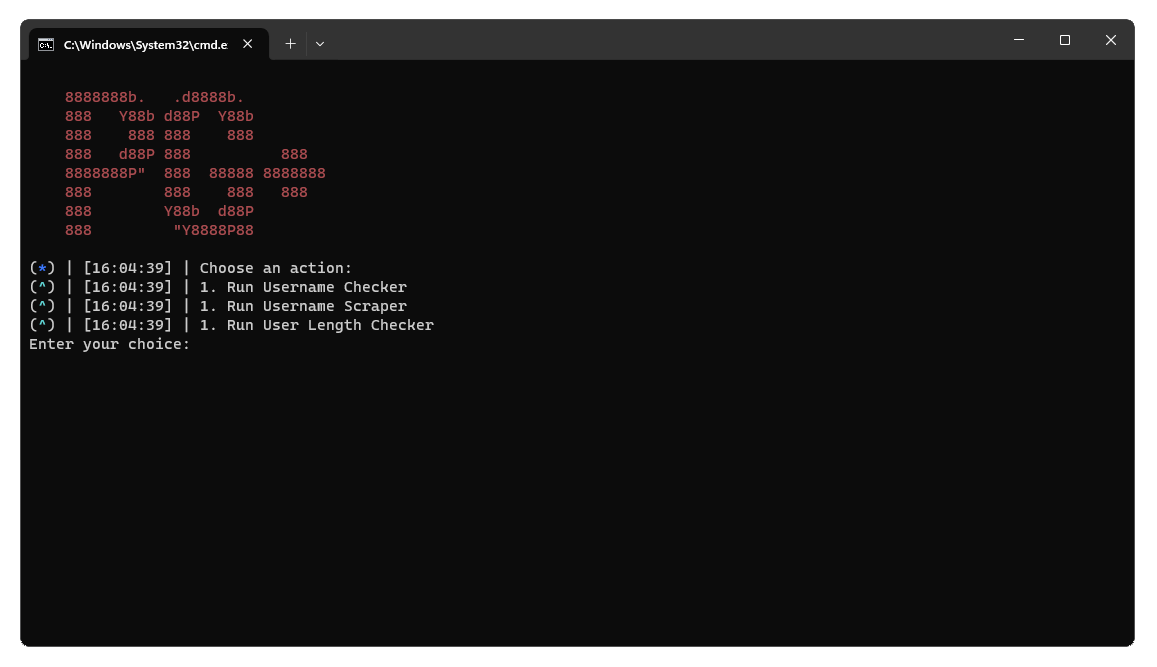 C:\Windows\System32\cmd.e
8888888b.   .d8888b.
888   Y88b d88P  Y88b
888    888 888    888
888   d88P 888          888
8888888P"  888  88888 8888888
888        888    888   888
888        Y88b  d88P
888         "Y8888P88
(*) | [16:04:39] | Choose an action:
(^) | [16:04:39] | 1. Run Username Checker
(^) | [16:04:39] | 1. Run Username Scraper
(^) | [16:04:39] | 1. Run User Length Checker
Enter your choice: